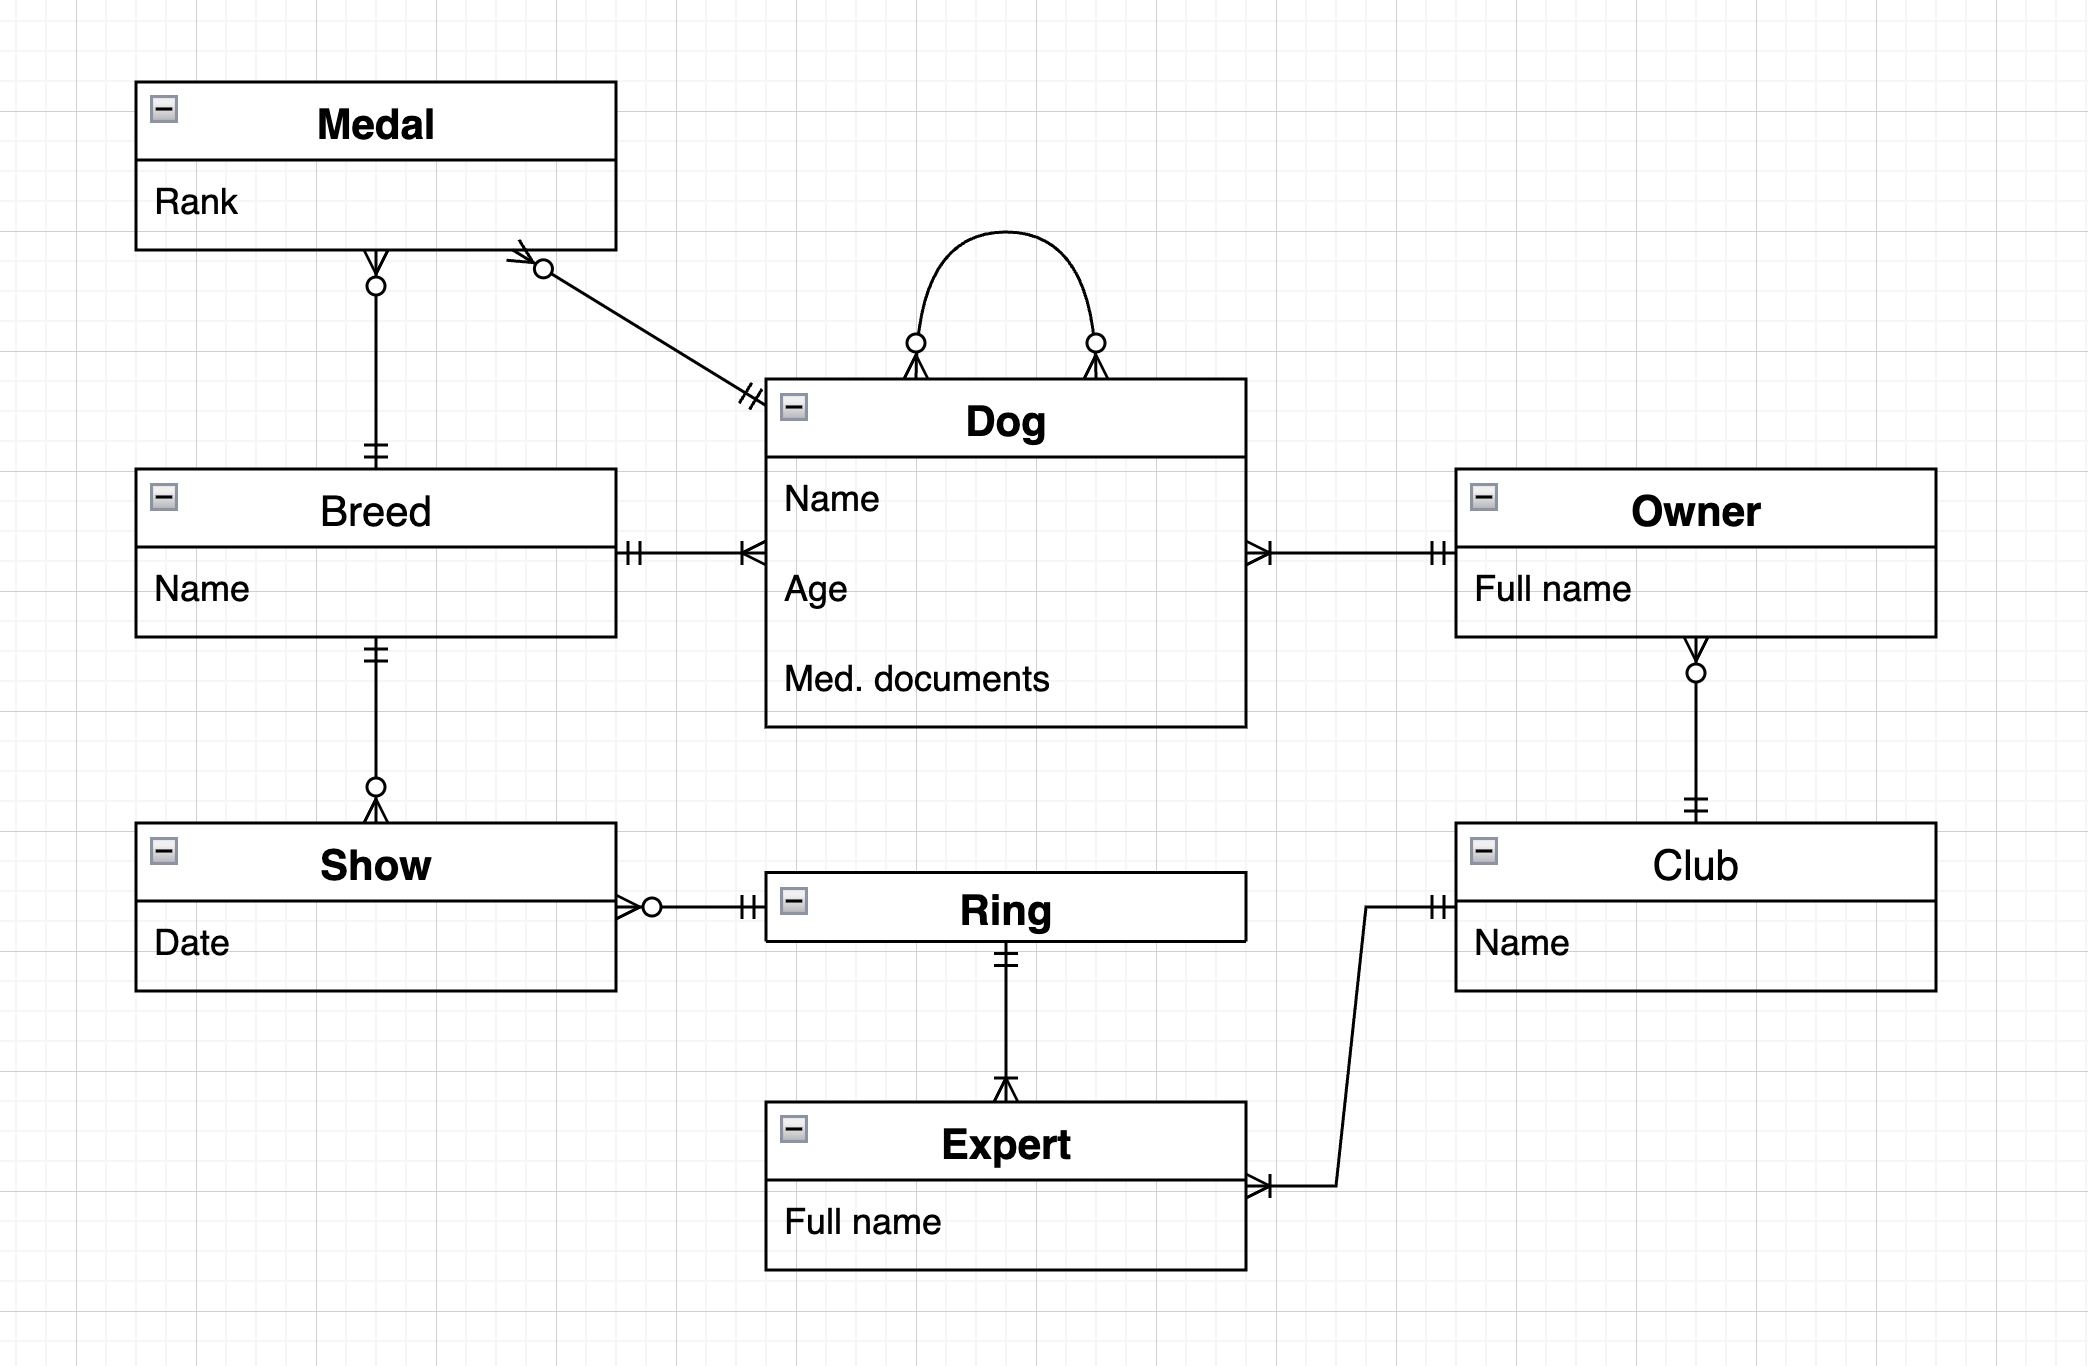 Medal
Rank
Dog
Name
Age
Med. documents
Breed
Name
Owner
Full name
Show
Date
Ring
Club
Name
Expert
Full name